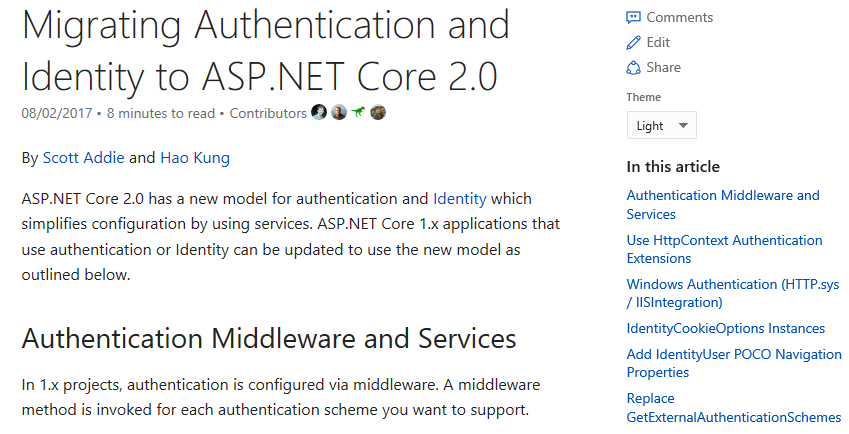 Migrating Authentication and
Identity to ASP.NET Core 2.0
08/02/2017 • 8 minutes to read • Contributors
By Scott Addie and Hao Kung
ASP.NET Core 2.0 has a new model for authentication and Identity which
simplifies configuration by using services. ASP.NET Core 1.x applications that
use authentication or Identity can be updated to use the new model as
outlined below.
Authentication Middleware and Services
In 1.x projects, authentication is configured via middleware. A middleware
method is invoked for each authentication scheme you want to support.
Comments
Edit
Share
Theme
Light
In this article
Authentication Middleware and
Services
Use HttpContext Authentication
Extensions
Windows Authentication (HTTP.sys
/ IISIntegration)
IdentityCookieOptions Instances
Add IdentityUser POCO Navigation
Properties
Replace
GetExternalAuthenticationSchemes